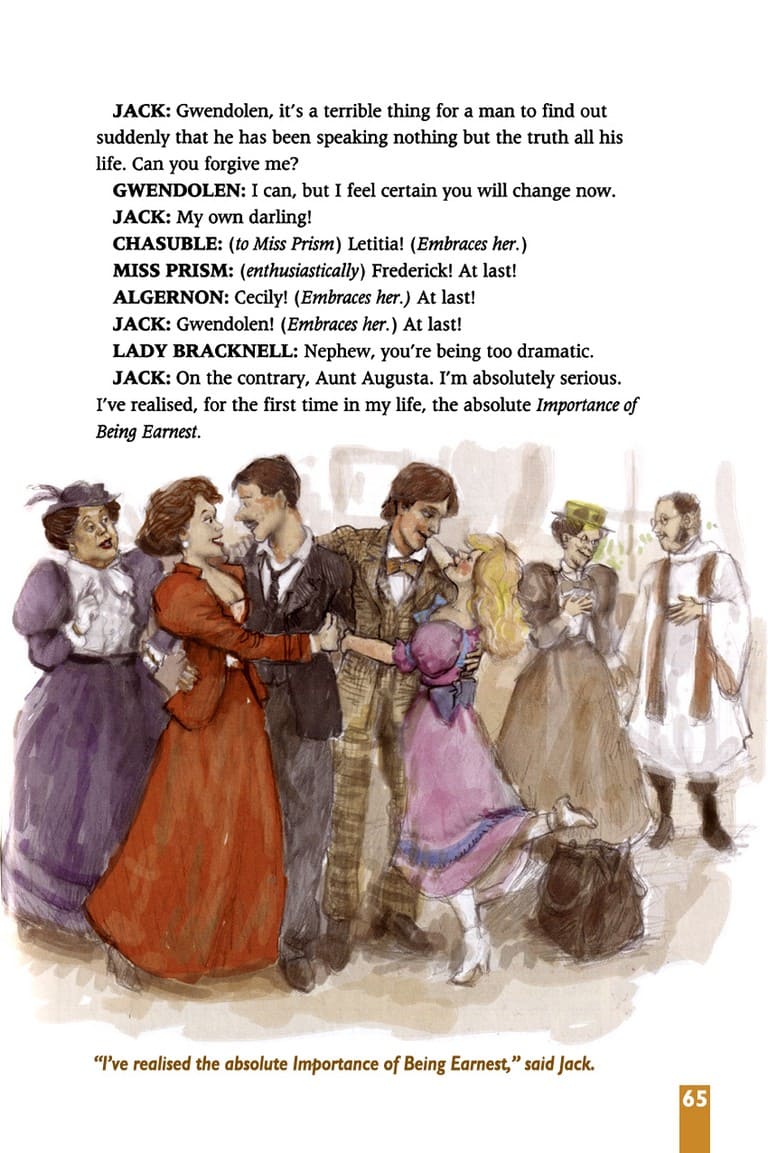 JACK: Gwendolen, it's a terrible thing for a man to find out
suddenly that he has been speaking nothing but the truth all his
life. Can you forgive me?
GWENDOLEN: I can, but I feel certain you will change now.
JACK: My own darling!
CHASUBLE: (to Miss Prism) Letitia! (Embraces her.)
MISS PRISM: (enthusiastically) Frederick! At last!
ALGERNON: Cecily! (Embraces her.) At last!
JACK: Gwendolen! (Embraces her.) At last!
LADY BRACKNELL: Nephew, you're being too dramatic.
JACK: On the contrary, Aunt Augusta. I'm absolutely serious.
I've realised, for the first time in my life, the absolute Importance of
Being Earnest.
“I've realised the absolute Importance of Being Earnest,” said Jack.
65